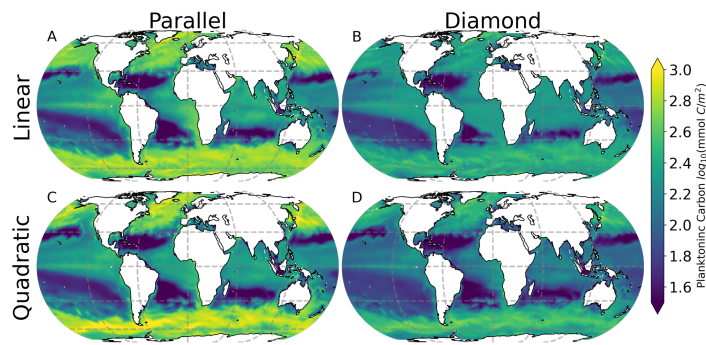 Parallel
Diamond
A
B
Linear
C
D
Quadratic
3.0
2.8
2.6
2.4
2.2
2.0
1.8
1.6
Planktoninc Carbon log₁₀(mmol C/m²)